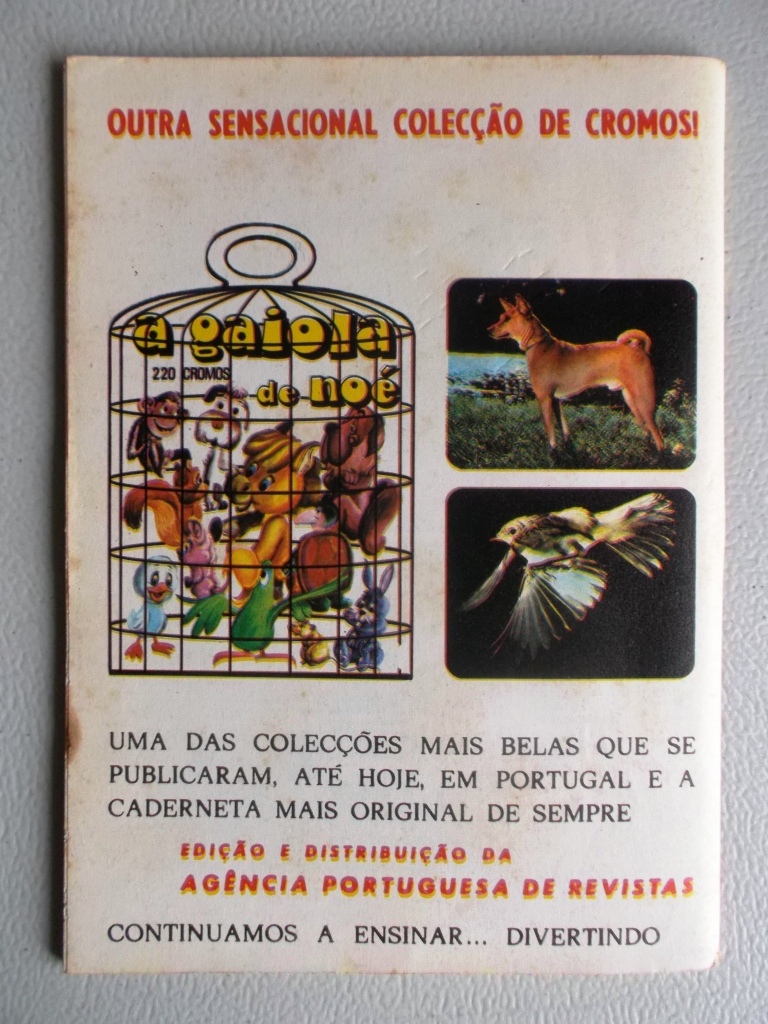 OUTRA SENSACIONAL COLECÇÃO DE CROMOS!
a gaiola
220 CROMOS
de noé
UMA DAS COLECÇÕES MAIS BELAS QUE SE
PUBLICARAM, ATÉ HOJE, EM PORTUGAL E A
CADERNETA MAIS ORIGINAL DE SEMPRE
EDIÇÃO E DISTRIBUIÇÃO DA
AGÊNCIA PORTUGUESA DE REVISTAS
CONTINUAMOS A ENSINAR... DIVERTINDO